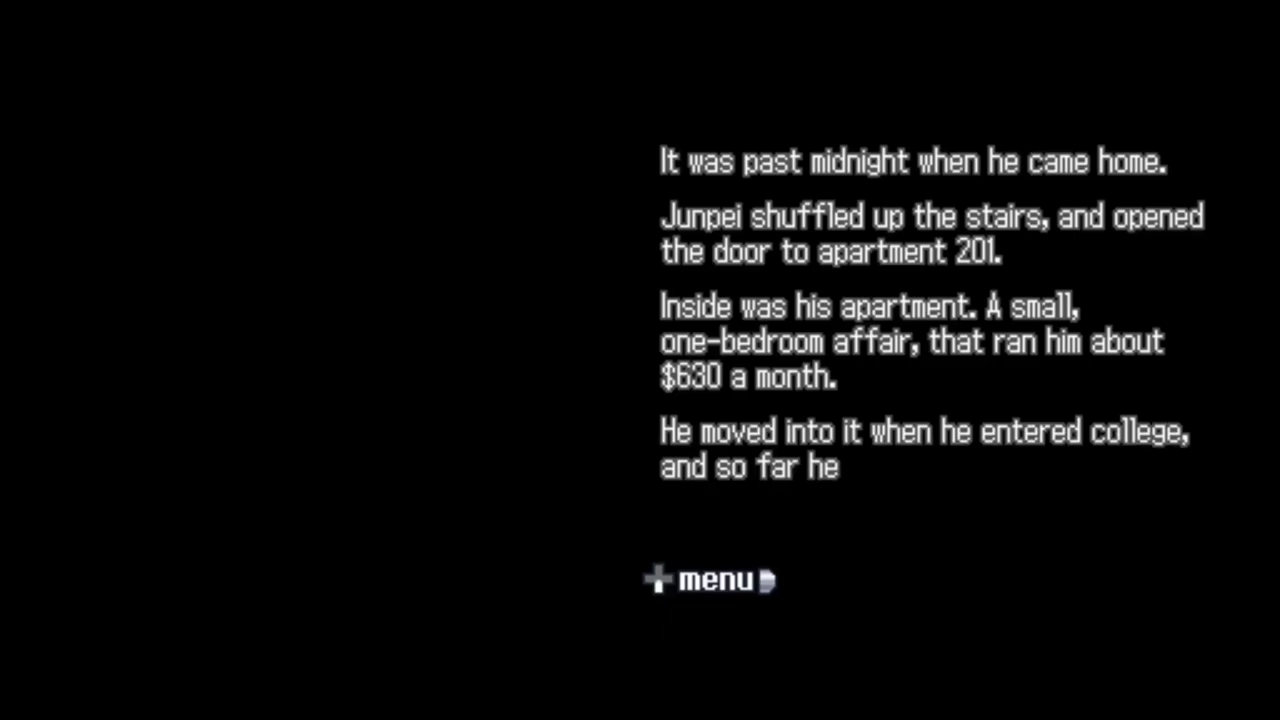 It was past midnight when he came home.
Junpei shuffled up the stairs, and opened
the door to apartment 201.
Inside was his apartment. A small,
one-bedroom affair, that ran him about
$630 a month.
He moved into it when he entered college,
and so far he
menu